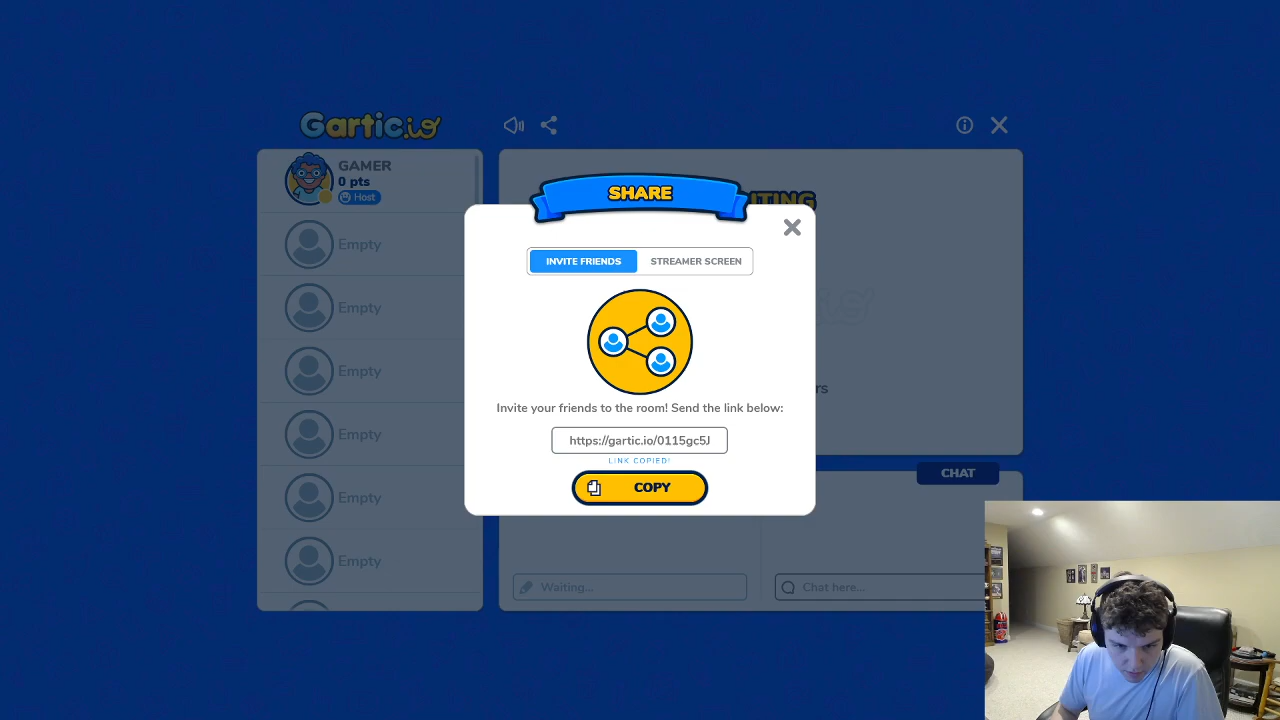 Gartic.io
GAMER
0 pts
Host
Empty
Empty
Empty
Empty
Empty
Empty
SHARE
INVITE FRIENDS
STREAMER SCREEN
Invite your friends to the room! Send the link below:
https://gartic.io/0115gc5J
LINK COPIED!
COPY
CHAT
Waiting...
Chat here...